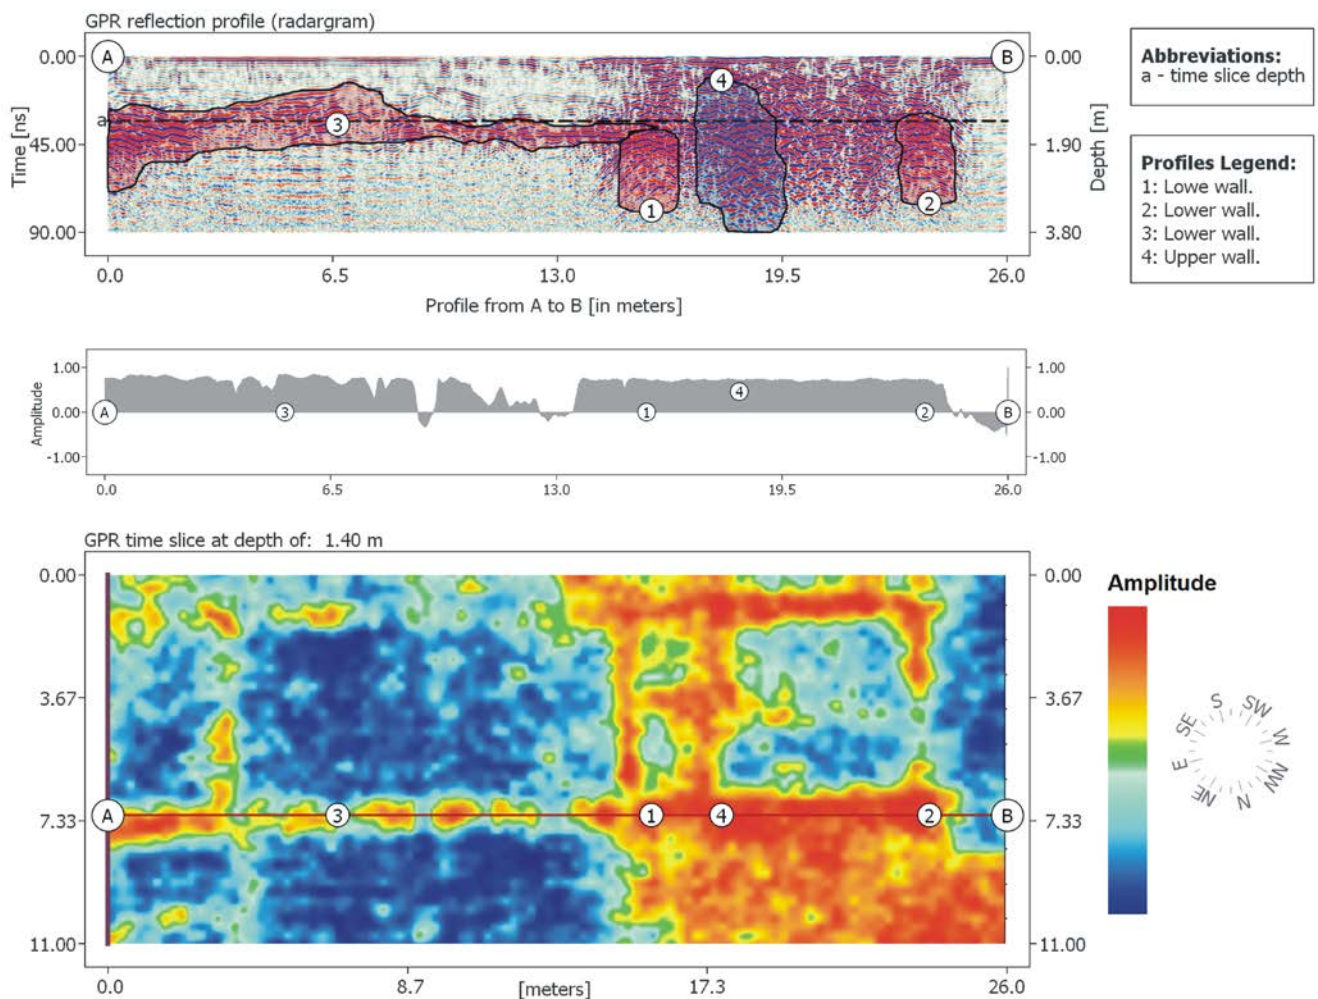 GPR reflection profile (radargram)
A
B
0.00
45.00
90.00
Time [ns]
a
3
4
1
2
0.00
1.90
3.80
Depth [m]
0.0
6.5
13.0
19.5
26.0
Profile from A to B [in meters]
Abbreviations:
a - time slice depth
Profiles Legend:
1: Lowe wall.
2: Lower wall.
3: Lower wall.
4: Upper wall.
1.00
0.00
-1.00
Amplitude
A
3
1
4
2
B
1.00
0.00
-1.00
0.0
6.5
13.0
19.5
26.0
GPR time slice at depth of: 1.40 m
0.00
3.67
7.33
11.00
A
3
1
4
2
B
0.00
3.67
7.33
11.00
0.0
8.7
[meters]
17.3
26.0
Amplitude
S
SW
W
NW
N
NE
E
SE